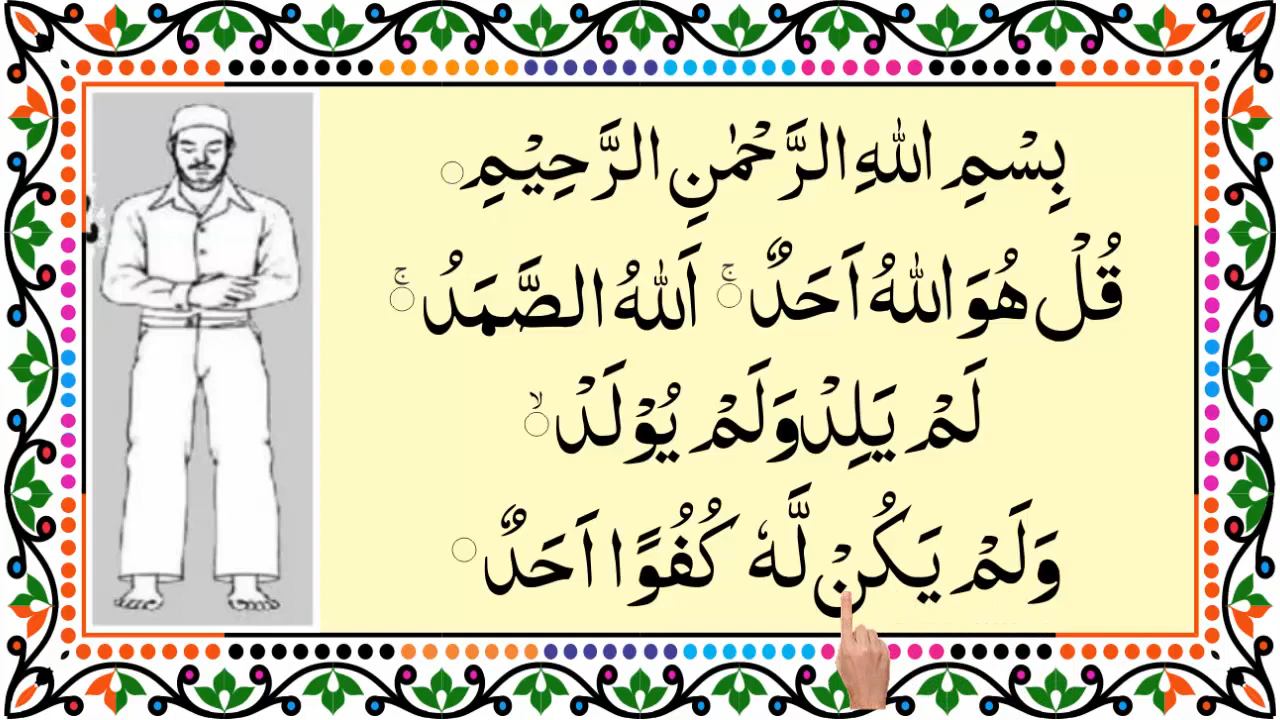 بِسْمِ اللّٰهِ الرَّحْمٰنِ الرَّحِيْمِ ۝
قُلْ هُوَ اللّٰهُ اَحَدٌ ۝ۚ اَللّٰهُ الصَّمَدُ ۝ۚ
لَمْ يَلِدْ وَلَمْ يُوْلَدْ ۝ۙ
وَلَمْ يَكُنْ لَّهٗ كُفُوًا اَحَدٌ ۝